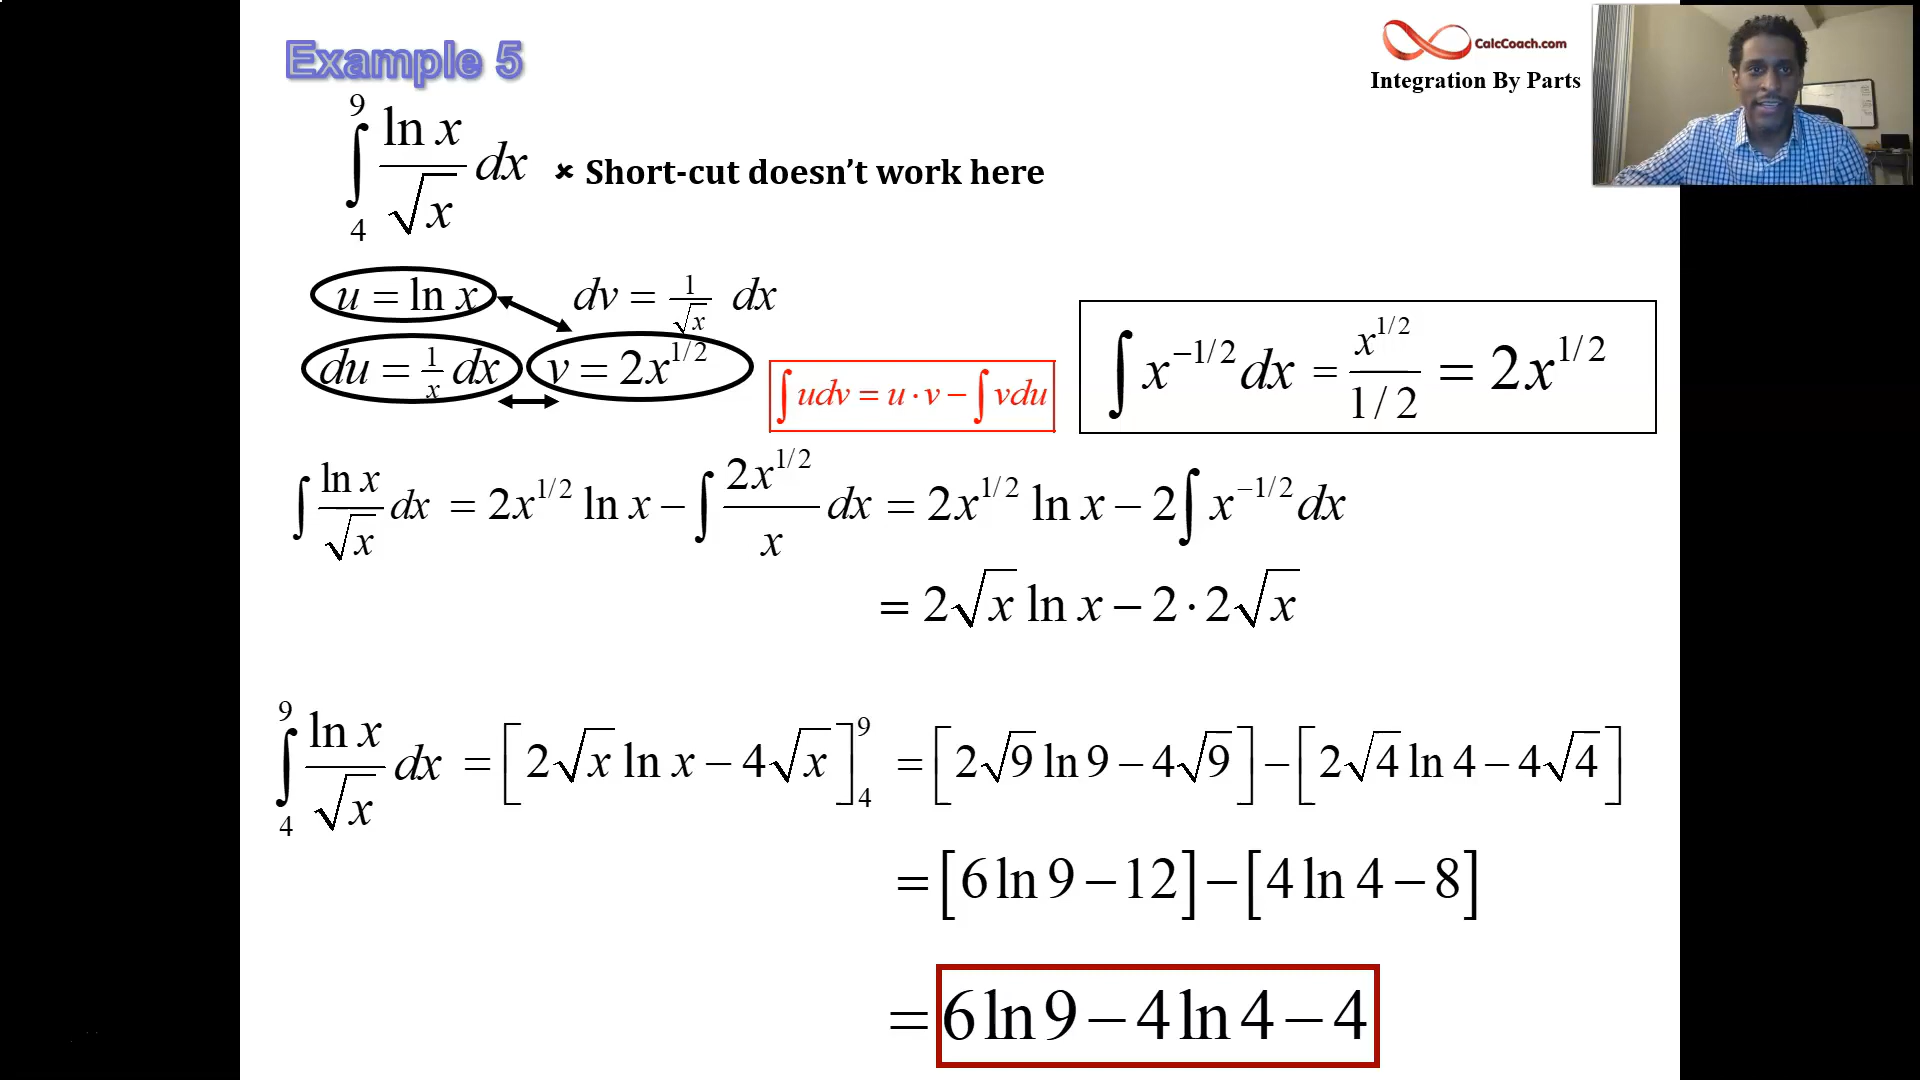 Example 5
CalcCoach.com
Integration By Parts
∫₄⁹ ln x / √x dx × Short-cut doesn't work here
u = ln x dv = 1/√x dx
du = 1/x dx v = 2x^{1/2}
∫udv = u · v − ∫vdu
∫x^{−1/2}dx = x^{1/2} / 1/2 = 2x^{1/2}
∫ ln x / √x dx = 2x^{1/2} ln x − ∫ 2x^{1/2} / x dx = 2x^{1/2} ln x − 2∫ x^{−1/2}dx
= 2√x ln x − 2 · 2√x
∫₄⁹ ln x / √x dx = [2√x ln x − 4√x]₄⁹ = [2√9 ln 9 − 4√9] − [2√4 ln 4 − 4√4]
= [6 ln 9 − 12] − [4 ln 4 − 8]
= 6 ln 9 − 4 ln 4 − 4